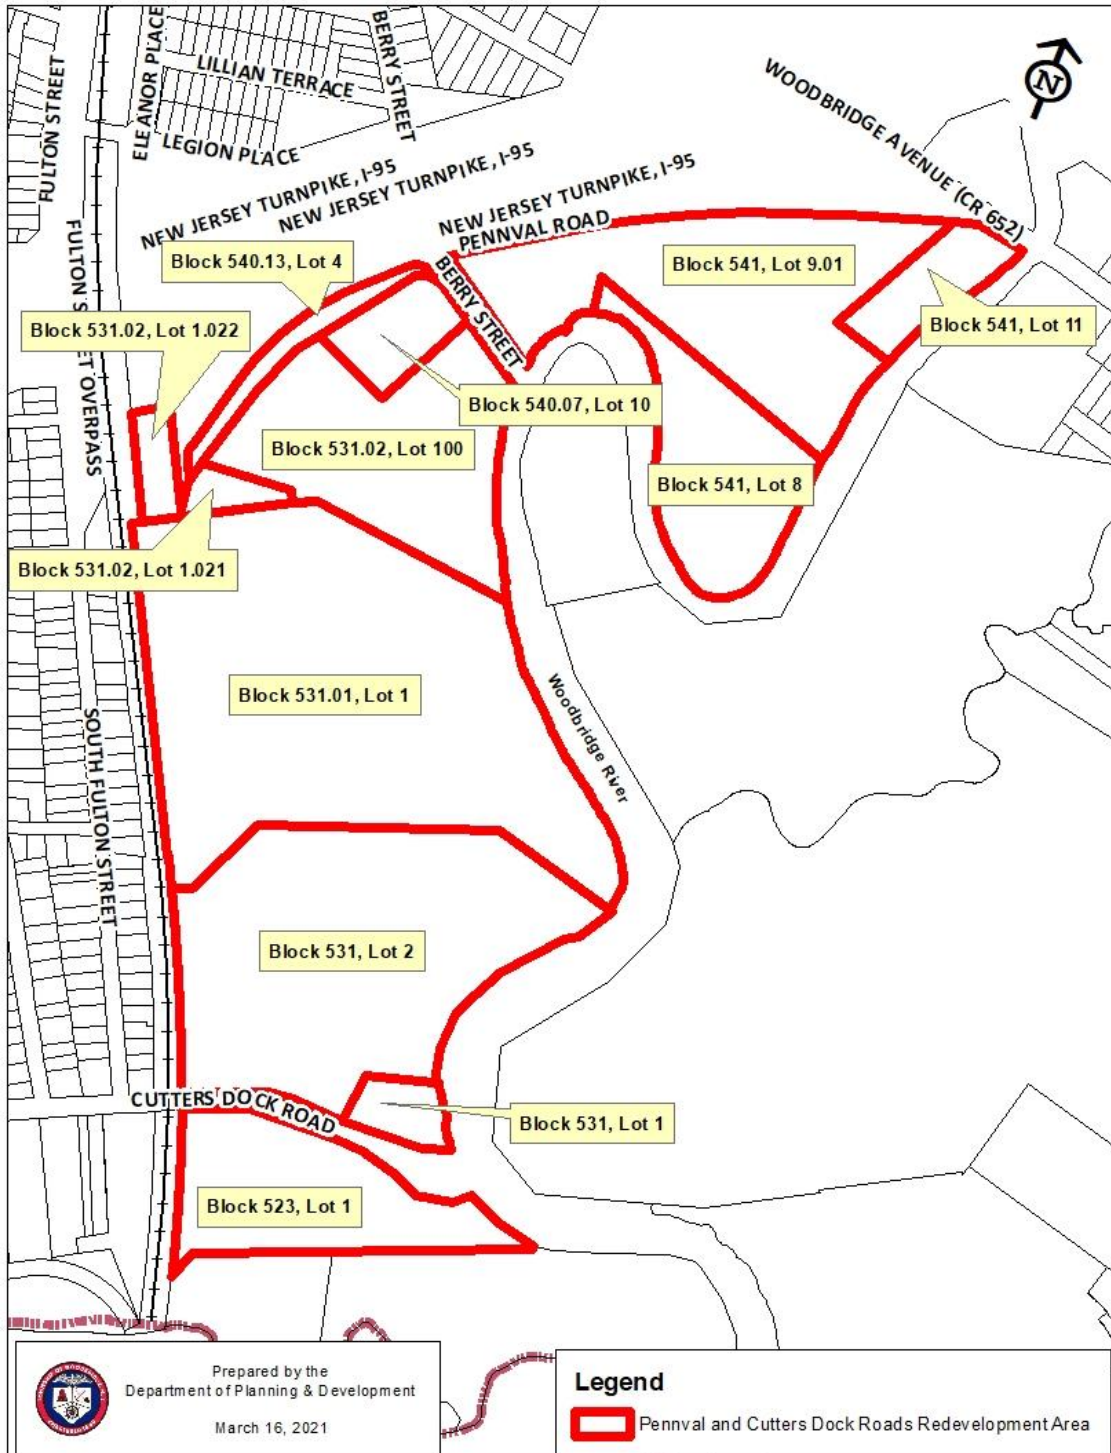 FULTON STREET
ELEANOR PLACE
LILLIAN TERRACE
BERRY STREET
LEGION PLACE
N
WOODBRIDGE AVENUE (CR 652)
NEW JERSEY TURNPIKE, I-95
NEW JERSEY TURNPIKE, I-95
NEW JERSEY TURNPIKE, I-95
PENNVAL ROAD
Block 540.13, Lot 4
BERRY STREET
Block 541, Lot 9.01
Block 531.02, Lot 1.022
Block 541, Lot 11
OVERPASS
Block 540.07, Lot 10
Block 531.02, Lot 100
Block 541, Lot 8
Block 531.02, Lot 1.021
Block 531.01, Lot 1
Woodbridge River
SOUTH FULTON STREET
Block 531, Lot 2
CUTTERS DOCK ROAD
Block 531, Lot 1
Block 523, Lot 1
Prepared by the
Department of Planning & Development
March 16, 2021
Legend
Pennval and Cutters Dock Roads Redevelopment Area